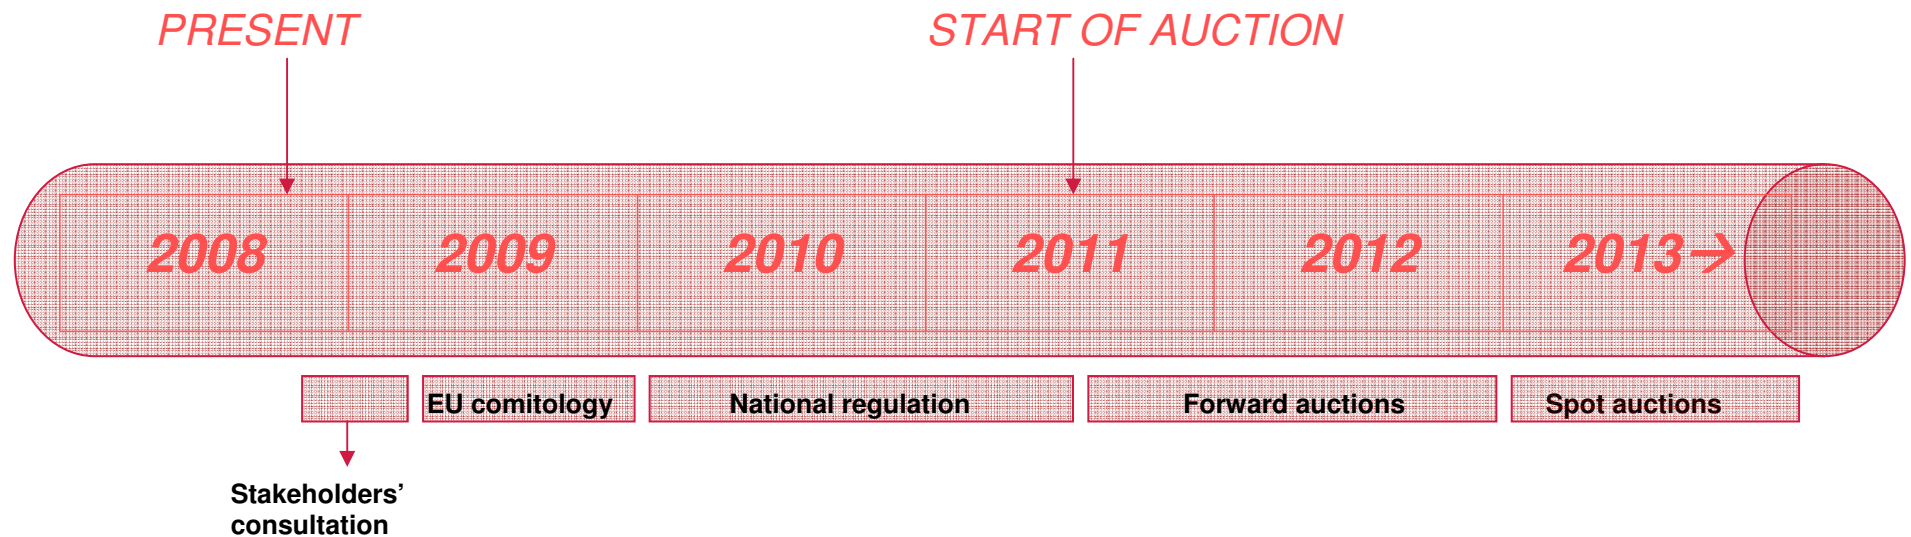 PRESENT
START OF AUCTION
2008
2009
2010
2011
2012
2013→
EU comitology
National regulation
Forward auctions
Spot auctions
Stakeholders’
consultation